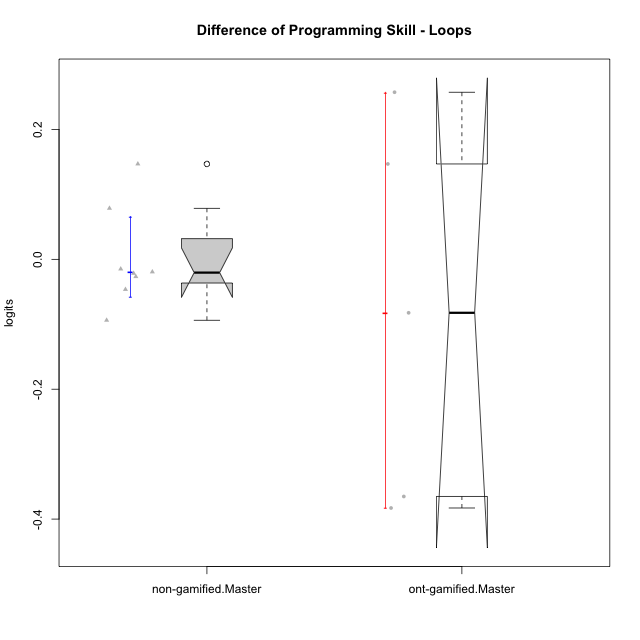 Difference of Programming Skill - Loops
logits
0.2
0.0
-0.2
-0.4
non-gamified.Master
ont-gamified.Master